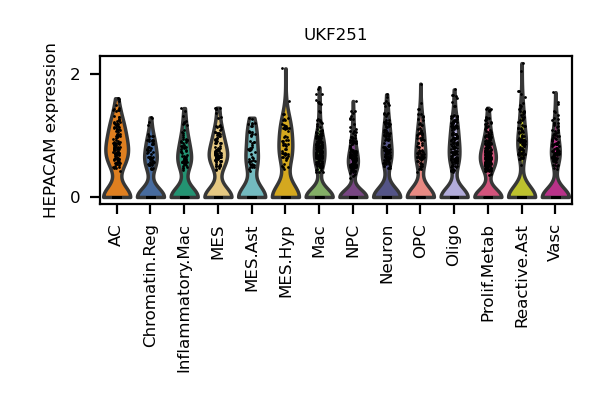 UKF251
HEPACAM expression
2
0
AC
Chromatin.Reg
Inflammatory.Mac
MES
MES.Ast
MES.Hyp
Mac
NPC
Neuron
OPC
Oligo
Prolif.Metab
Reactive.Ast
Vasc